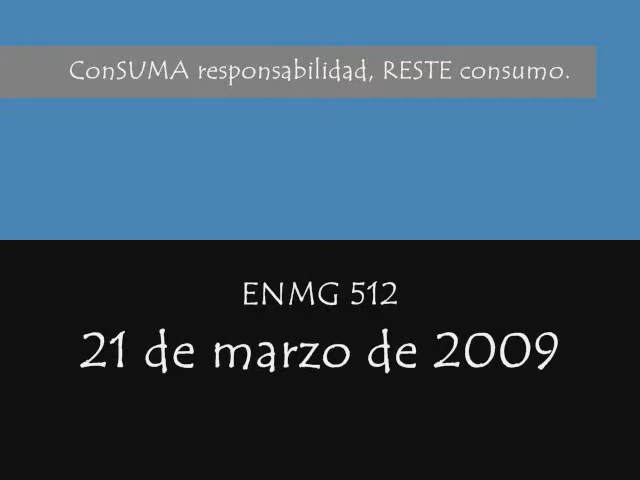 ConSUMA responsabilidad, RESTE consumo.
ENMG 512
21 de marzo de 2009